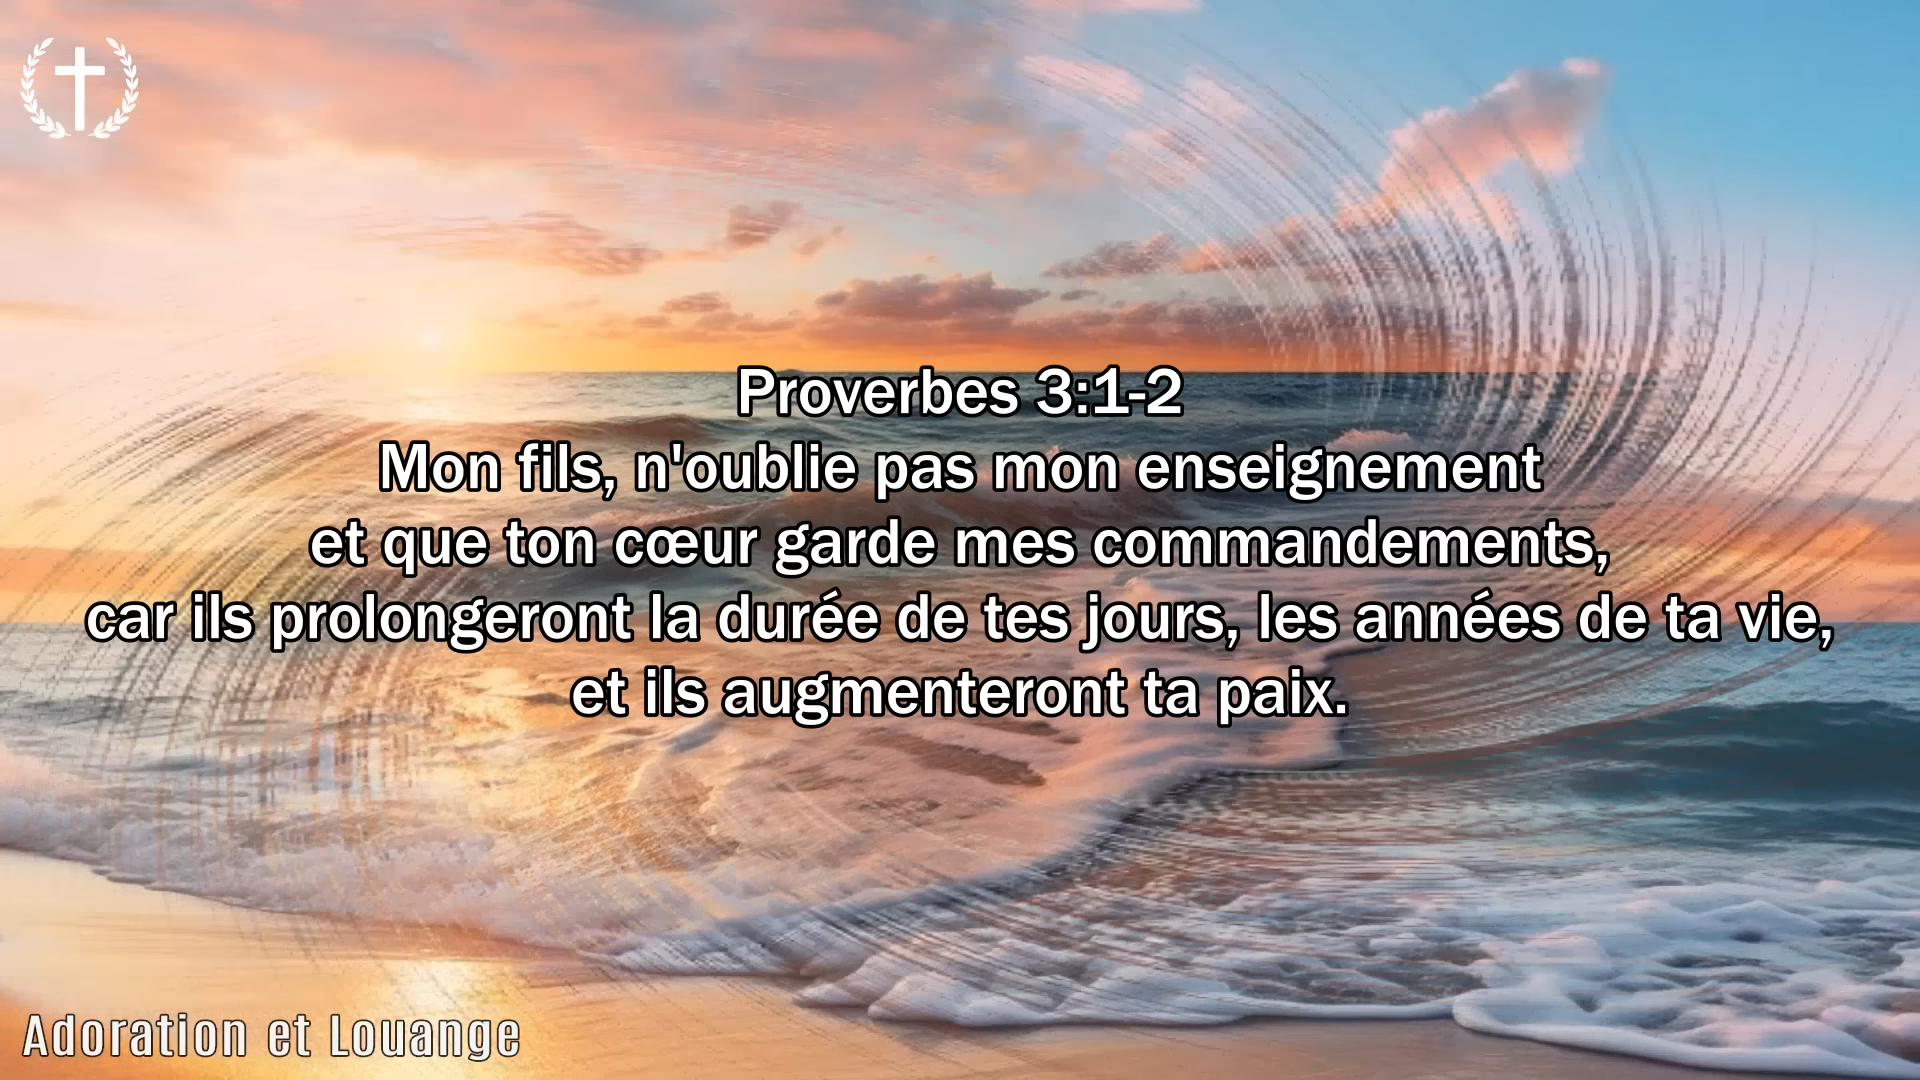 Proverbes 3:1-2
Mon fils, n'oublie pas mon enseignement
et que ton cœur garde mes commandements,
car ils prolongeront la durée de tes jours, les années de ta vie,
et ils augmenteront ta paix.
Adoration et Louange